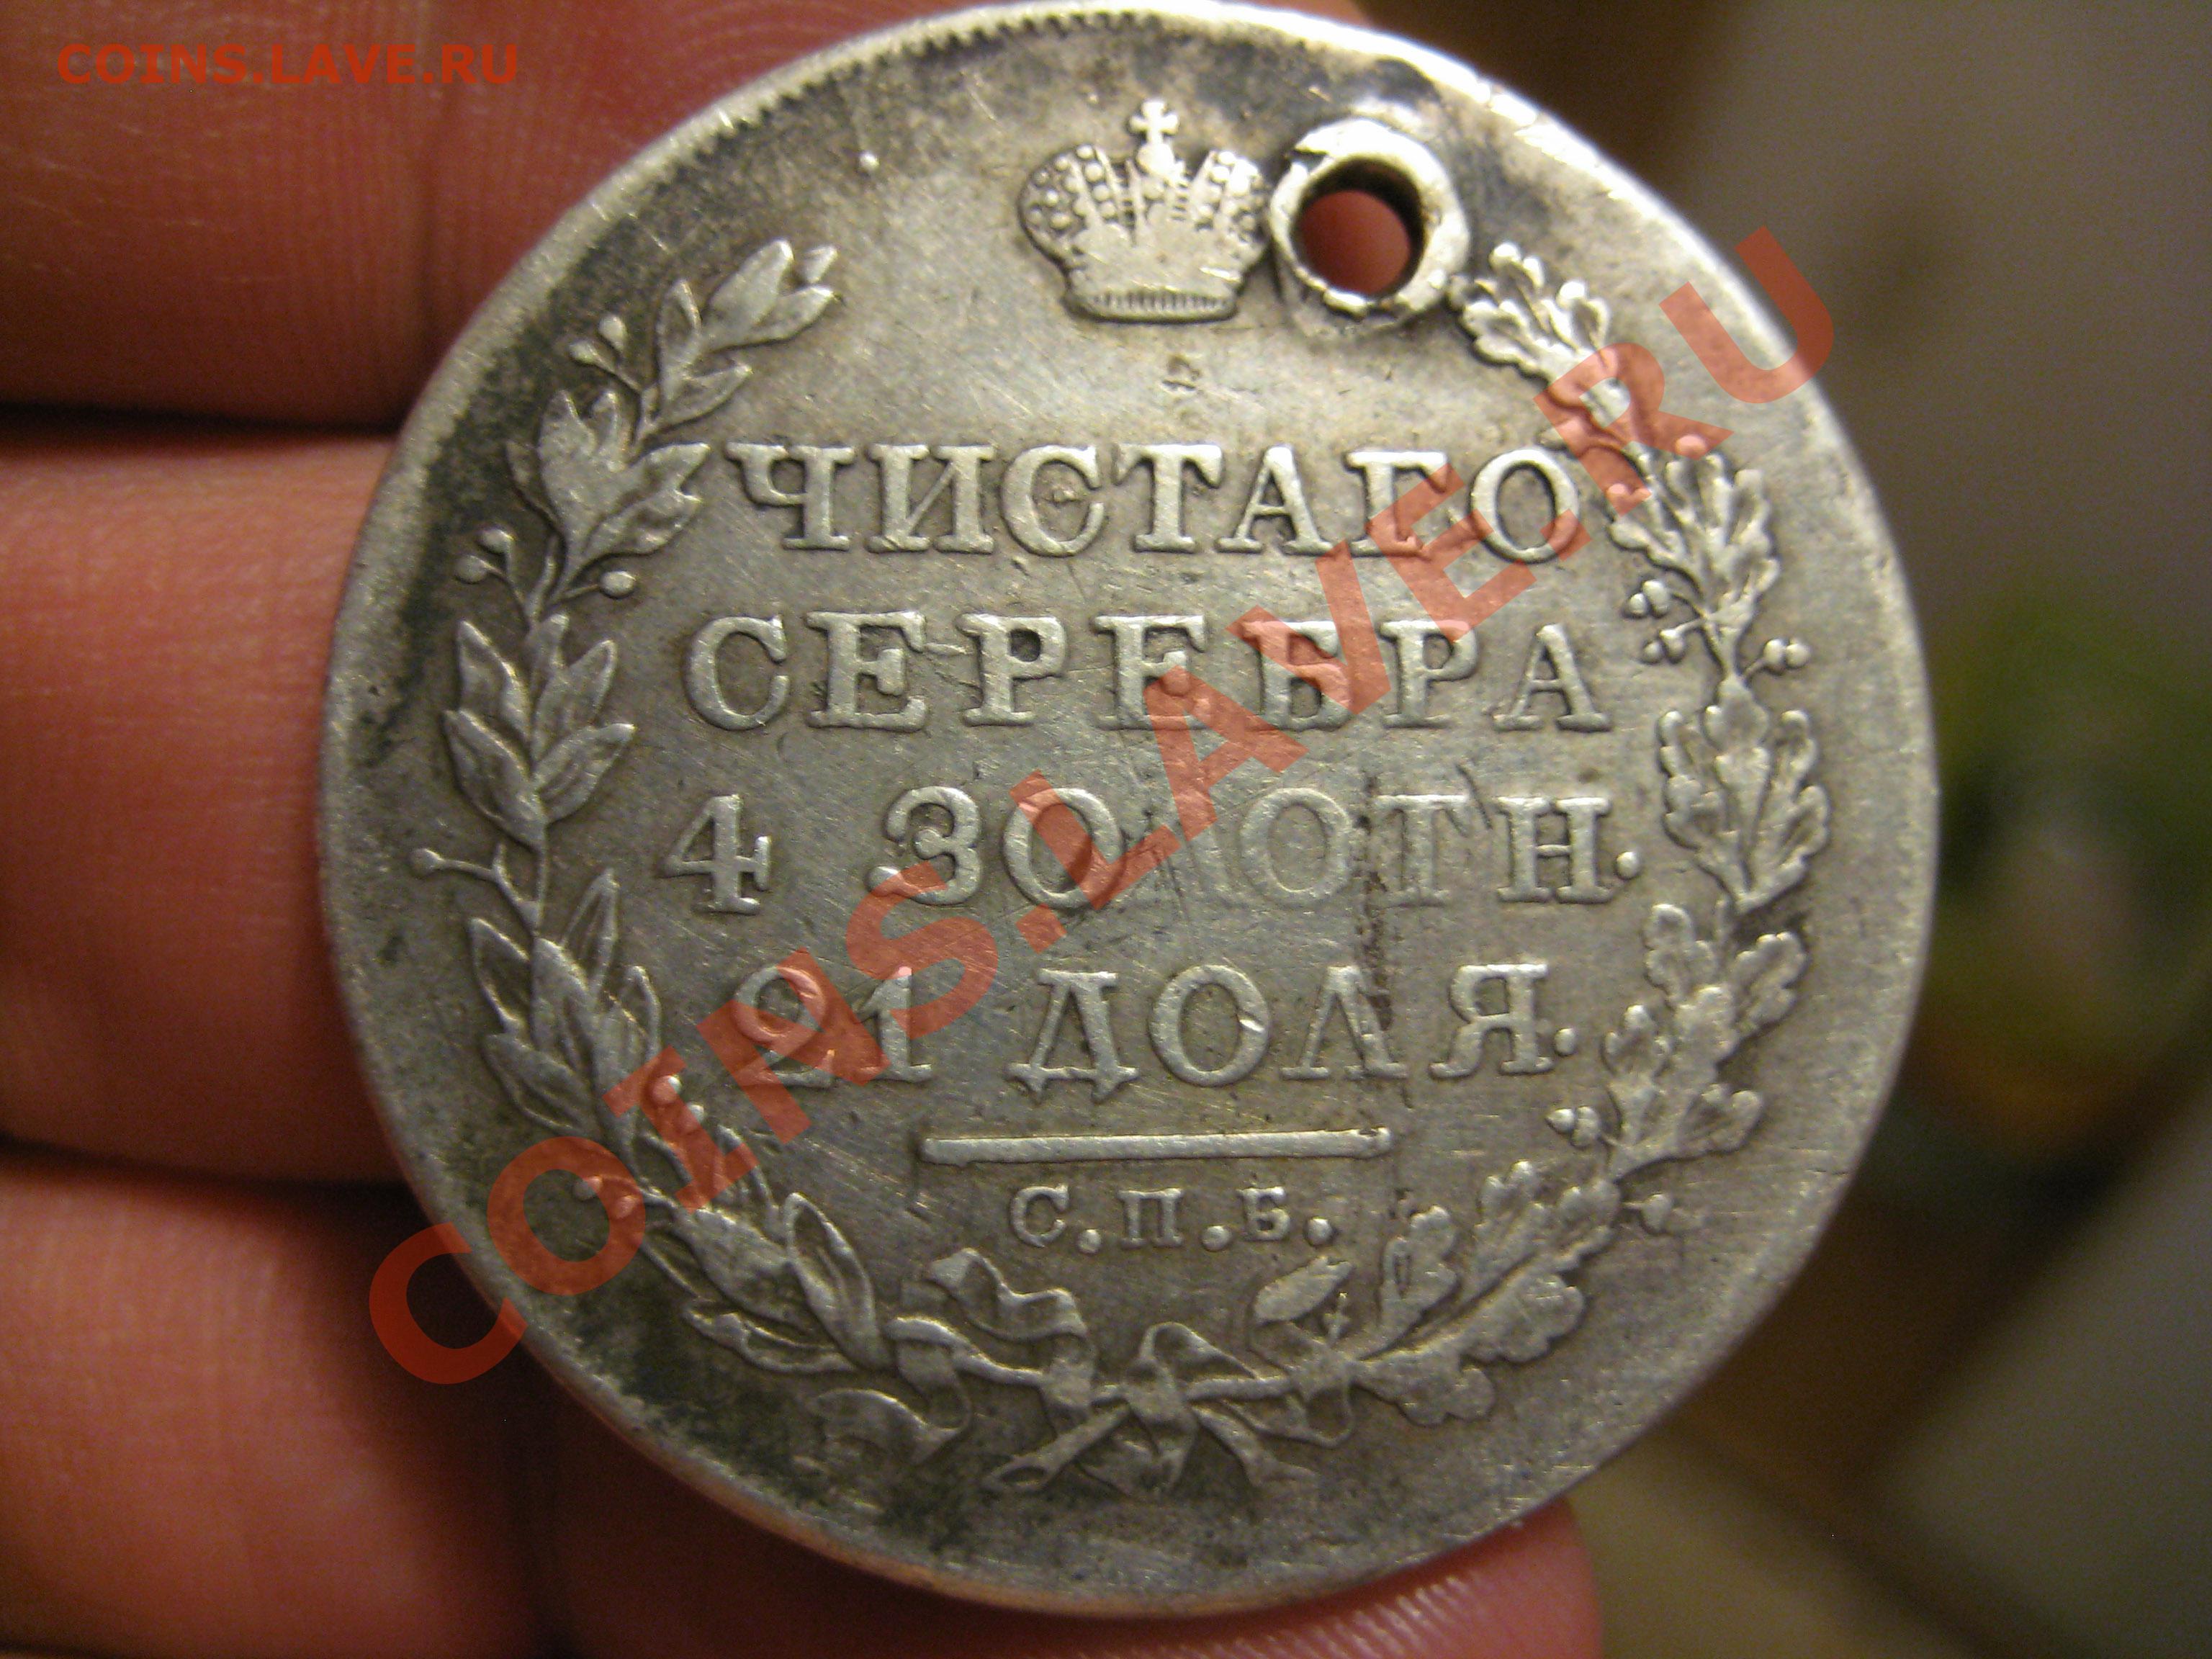 COINS.LAVE.RU
ЧИСТАГО
СЕРЕБРА
4 ЗОЛОТН.
21 ДОЛЯ.
С.П.Б.
COINS.LAVE.RU